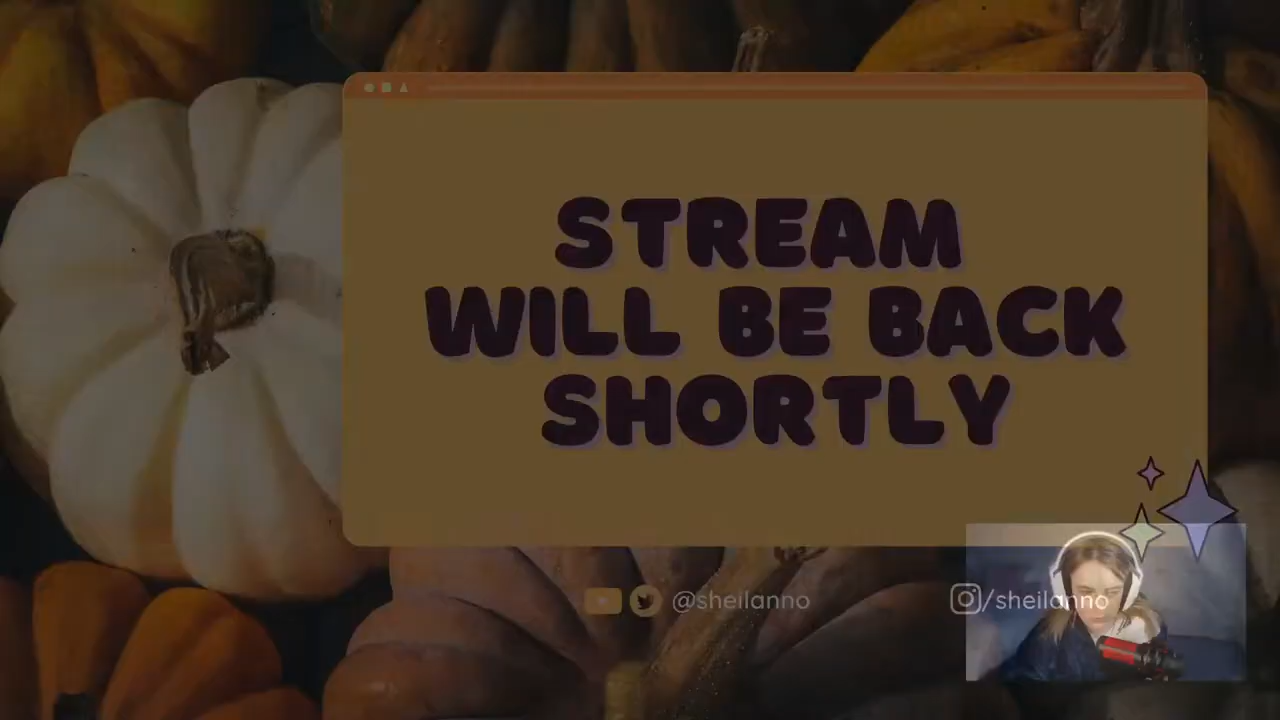 STREAM
WILL BE BACK
SHORTLY
@sheilanno
/sheilanno